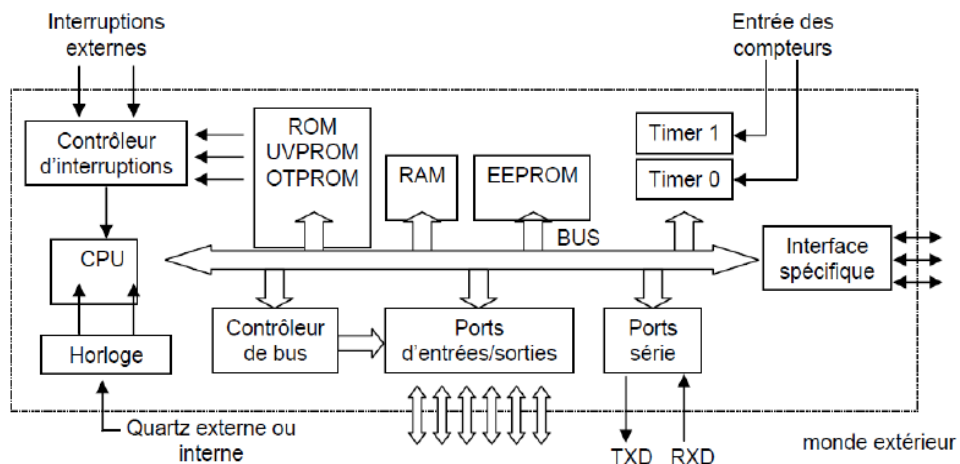 Interruptions
externes
Entrée des
compteurs
Contrôleur
d'interruptions
ROM
UVPROM
OTPROM
RAM
EEPROM
Timer 1
Timer 0
BUS
CPU
Interface
spécifique
Horloge
Contrôleur
de bus
Ports
d'entrées/sorties
Ports
série
Quartz externe ou
interne
TXD
RXD
monde extérieur